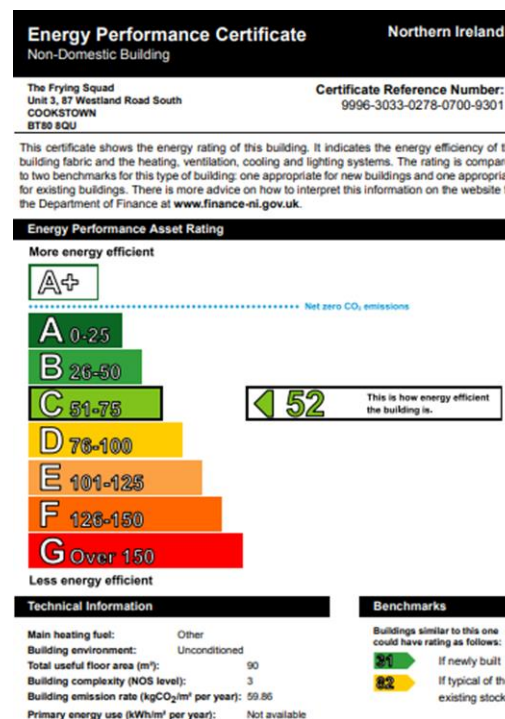 Energy Performance Certificate
Northern Ireland
Non-Domestic Building
The Frying Squad
Unit 3, 87 Westland Road South
COOKSTOWN
BT80 8QU
Certificate Reference Number:
9996-3033-0278-0700-9301
This certificate shows the energy rating of this building. It indicates the energy efficiency of t
building fabric and the heating, ventilation, cooling and lighting systems. The rating is compar
to two benchmarks for this type of building: one appropriate for new buildings and one appropria
for existing buildings. There is more advice on how to interpret this information on the website
the Department of Finance at www.finance-ni.gov.uk.
Energy Performance Asset Rating
More energy efficient
A+
Net zero CO₂ emissions
A 0-25
B 26-50
C 51-75
52
This is how energy efficient
the building is.
D 76-100
E 101-125
F 126-150
G Over 150
Less energy efficient
Technical Information
Main heating fuel: Other
Building environment: Unconditioned
Total useful floor area (m²): 90
Building complexity (NOS level): 3
Building emission rate (kgCO₂/m² per year): 59.86
Primary energy use (kWh/m² per year): Not available
Benchmarks
Buildings similar to this one
could have rating as follows:
31 If newly built
82 If typical of th
existing stock